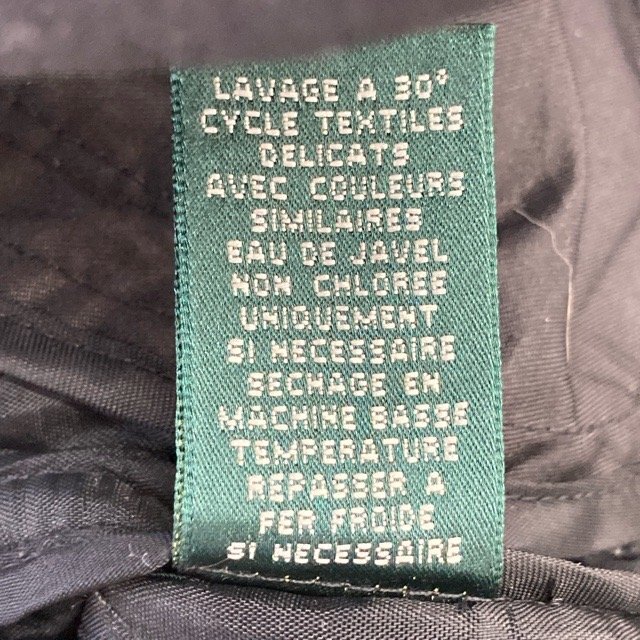 LAVAGE A 30°
CYCLE TEXTILES
DELICATS
AVEC COULEURS
SIMILAIRES
EAU DE JAVEL
NON CHLOREE
UNIQUEMENT
SI NECESSAIRE
SECHAGE EN
MACHINE BASSE
TEMPERATURE
REPASSER A
FER FROIDE
SI NECESSAIRE